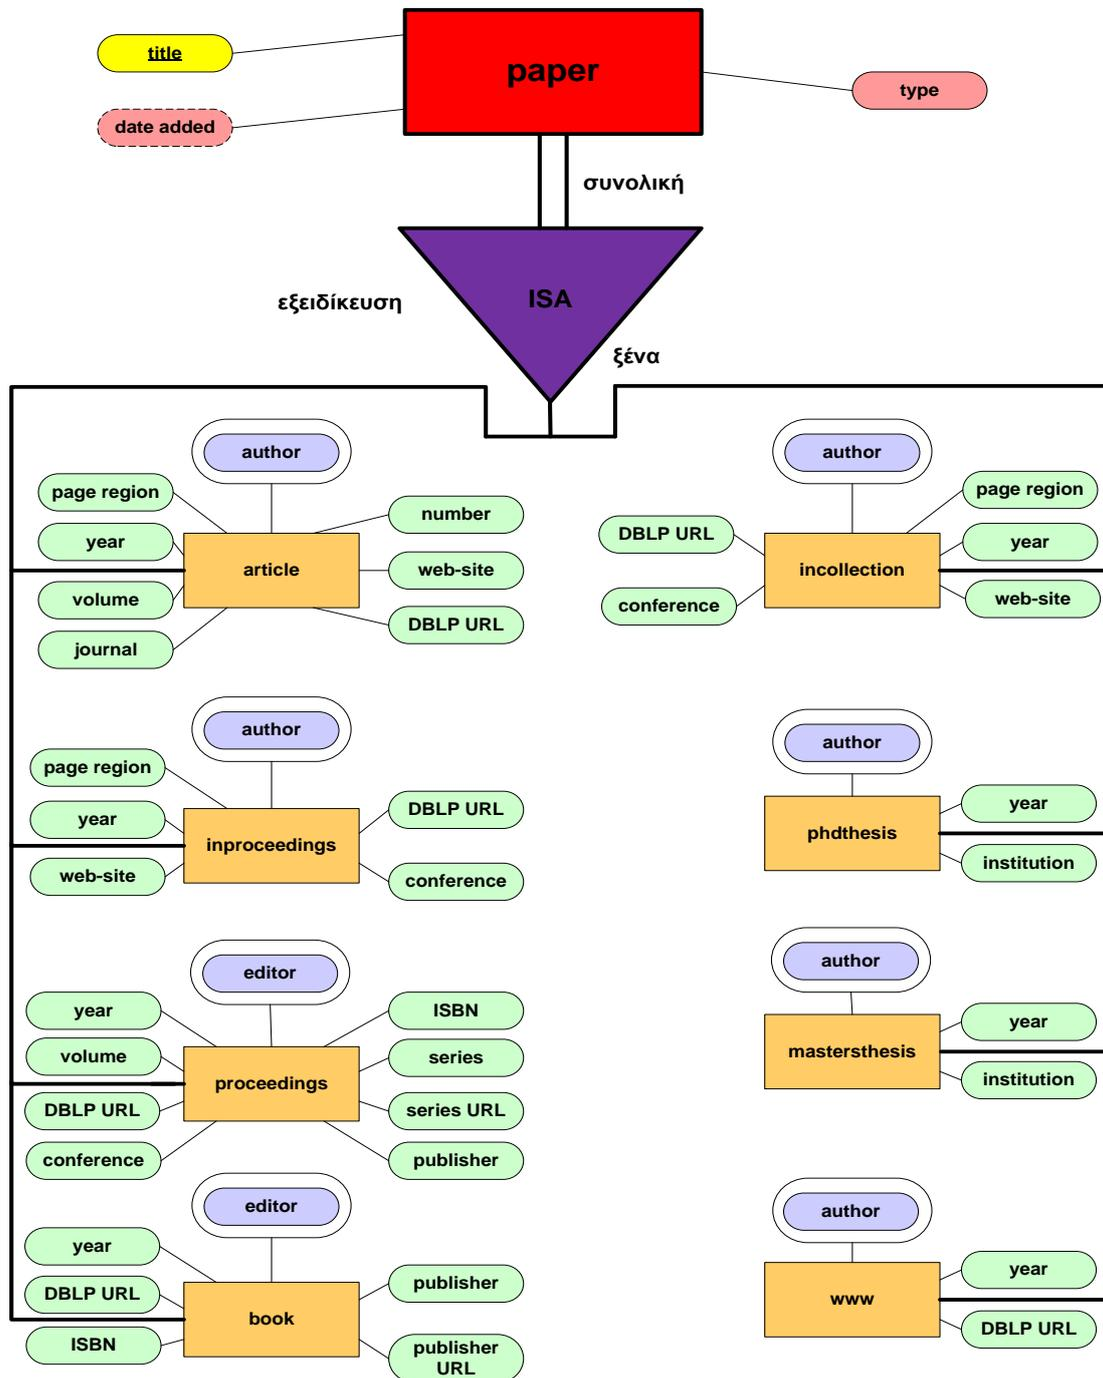 title
paper
type
date added
συνολική
εξειδίκευση
ISA
ξένα
author
page region
year
volume
journal
article
number
web-site
DBLP URL
author
DBLP URL
conference
incollection
page region
year
web-site
author
page region
year
web-site
inproceedings
DBLP URL
conference
author
phdthesis
year
institution
editor
year
volume
DBLP URL
conference
proceedings
ISBN
series
series URL
publisher
author
mastersthesis
year
institution
editor
year
DBLP URL
ISBN
book
publisher
publisher
URL
author
www
year
DBLP URL